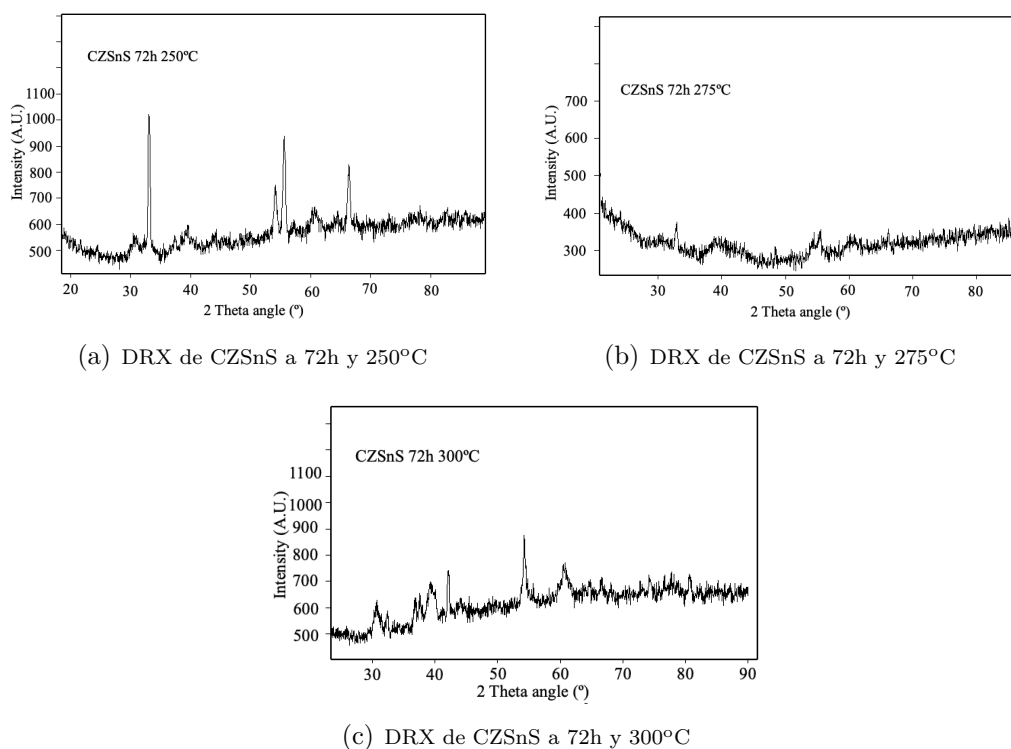 CZSnS 72h 250ºC
Intensity (A.U.)
1100
1000
900
800
700
600
500
20 30 40 50 60 70 80
2 Theta angle (º)
(a) DRX de CZSnS a 72h y 250ºC
CZSnS 72h 275ºC
Intensity (A.U.)
700
600
500
400
300
30 40 50 60 70 80
2 Theta angle (º)
(b) DRX de CZSnS a 72h y 275ºC
CZSnS 72h 300ºC
Intensity (A.U.)
1100
1000
900
800
700
600
500
30 40 50 60 70 80 90
2 Theta angle (º)
(c) DRX de CZSnS a 72h y 300ºC